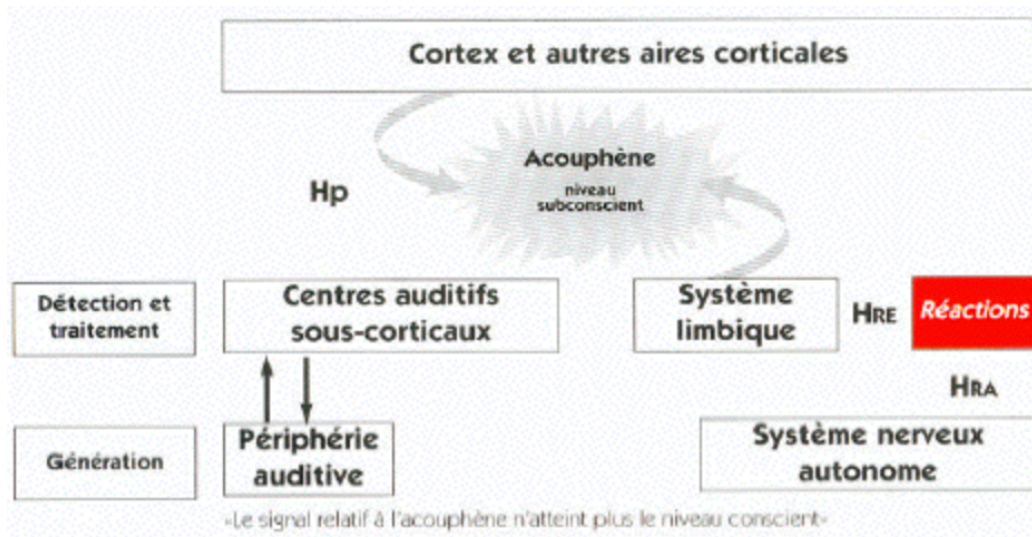 Cortex et autres aires corticales
Acouphène
niveau
subconscient
Hp
Détection et
traitement
Centres auditifs
sous-corticaux
Système
limbique
HRE
Réactions
HRA
Génération
Périphérie
auditive
Système nerveux
autonome
«Le signal relatif à l'acouphène n'atteint plus le niveau conscient»